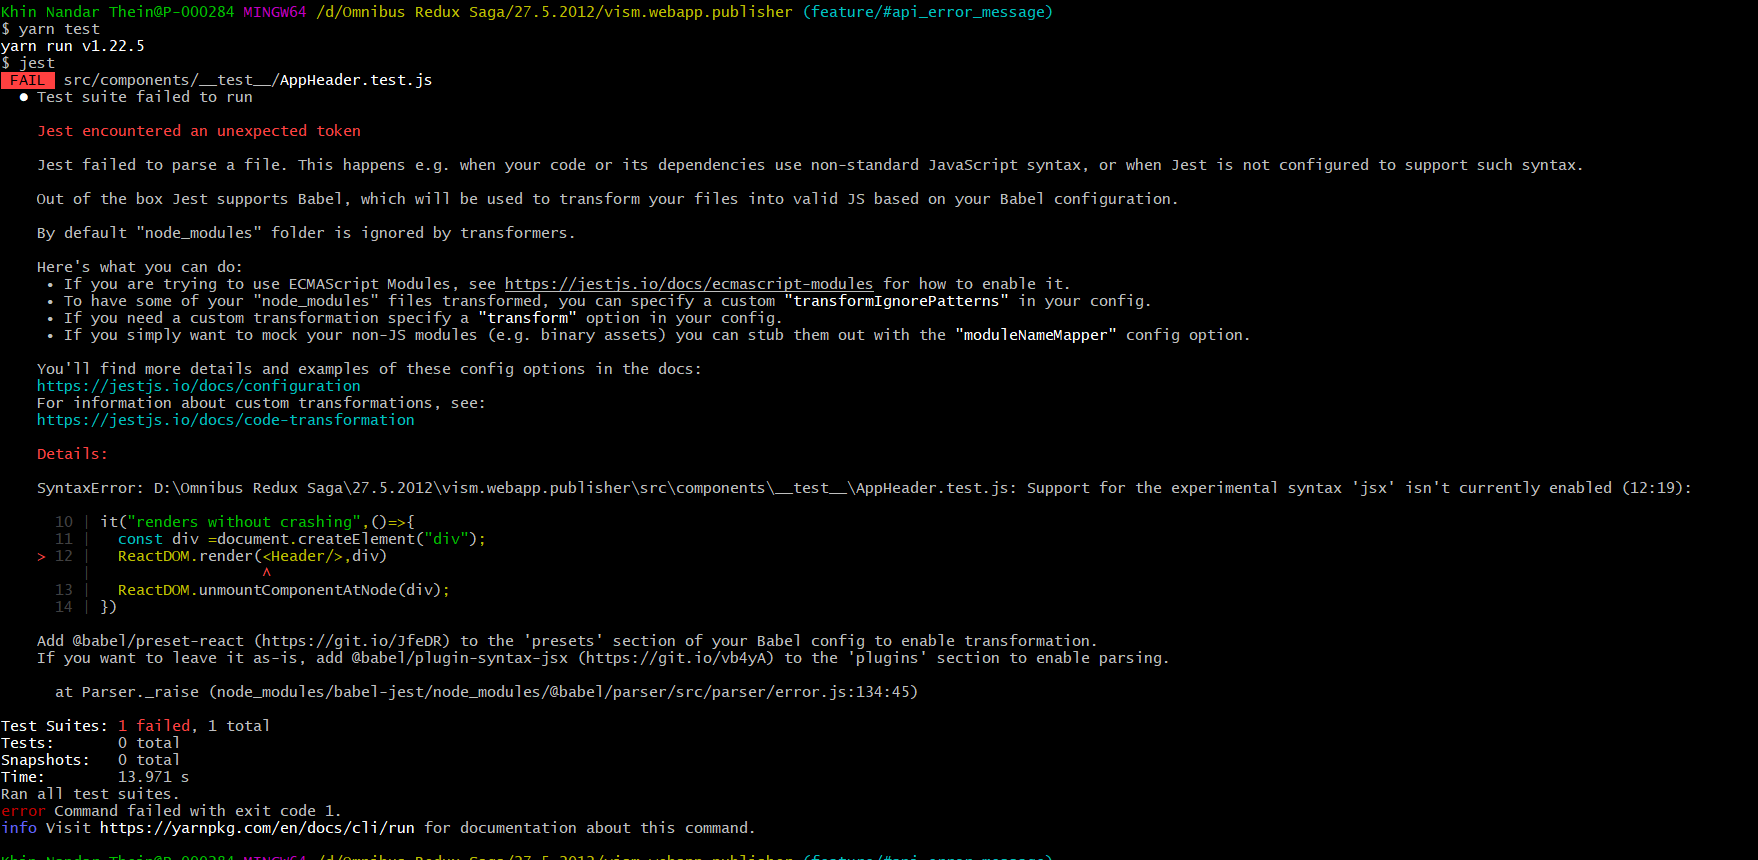 Khin Nandar Thein@P-000284 MINGW64 /d/Omnibus Redux Saga/27.5.2012/vism.webapp.publisher (feature/#api_error_message)
$ yarn test
yarn run v1.22.5
$ jest
FAIL src/components/__test__/AppHeader.test.js
● Test suite failed to run
Jest encountered an unexpected token
Jest failed to parse a file. This happens e.g. when your code or its dependencies use non-standard JavaScript syntax, or when Jest is not configured to support such syntax.
Out of the box Jest supports Babel, which will be used to transform your files into valid JS based on your Babel configuration.
By default "node_modules" folder is ignored by transformers.
Here's what you can do:
• If you are trying to use ECMAScript Modules, see https://jestjs.io/docs/ecmascript-modules for how to enable it.
• To have some of your "node_modules" files transformed, you can specify a custom "transformIgnorePatterns" in your config.
• If you need a custom transformation specify a "transform" option in your config.
• If you simply want to mock your non-JS modules (e.g. binary assets) you can stub them out with the "moduleNameMapper" config option.
You'll find more details and examples of these config options in the docs:
https://jestjs.io/docs/configuration
For information about custom transformations, see:
https://jestjs.io/docs/code-transformation
Details:
SyntaxError: D:\Omnibus Redux Saga\27.5.2012\vism.webapp.publisher\src\components\__test__\AppHeader.test.js: Support for the experimental syntax 'jsx' isn't currently enabled (12:19):
10 | it("renders without crashing",()=>{
11 | const div =document.createElement("div");
> 12 | ReactDOM.render(<Header/>,div)
| ^
13 | ReactDOM.unmountComponentAtNode(div);
14 | })
Add @babel/preset-react (https://git.io/JfeDR) to the 'presets' section of your Babel config to enable transformation.
If you want to leave it as-is, add @babel/plugin-syntax-jsx (https://git.io/vb4yA) to the 'plugins' section to enable parsing.
at Parser._raise (node_modules/babel-jest/node_modules/@babel/parser/src/parser/error.js:134:45)
Test Suites: 1 failed, 1 total
Tests: 0 total
Snapshots: 0 total
Time: 13.971 s
Ran all test suites.
error Command failed with exit code 1.
info Visit https://yarnpkg.com/en/docs/cli/run for documentation about this command.
Khin Nandar Thein@P-000284 MINGW64 /d/Omnibus Redux Saga/27.5.2012/vism.webapp.publisher (feature/#api_error_message)